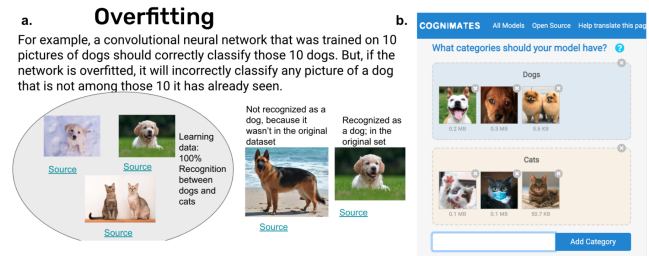 a.
Overfitting
For example, a convolutional neural network that was trained on 10
pictures of dogs should correctly classify those 10 dogs. But, if the
network is overfitted, it will incorrectly classify any picture of a dog
that is not among those 10 it has already seen.
Learning
data:
100%
Recognition
between
dogs and
cats
Source
Source
Source
Not recognized as a
dog, because it
wasn't in the original
dataset
Source
Recognized as
a dog; in the
original set
Source
b.
COGNIMATES All Models Open Source Help translate this pag
What categories should your model have? ?
Dogs
0.2 MB 0.3 MB 5.6 KB
Cats
0.1 MB 0.1 MB 55.7 KB
Add Category